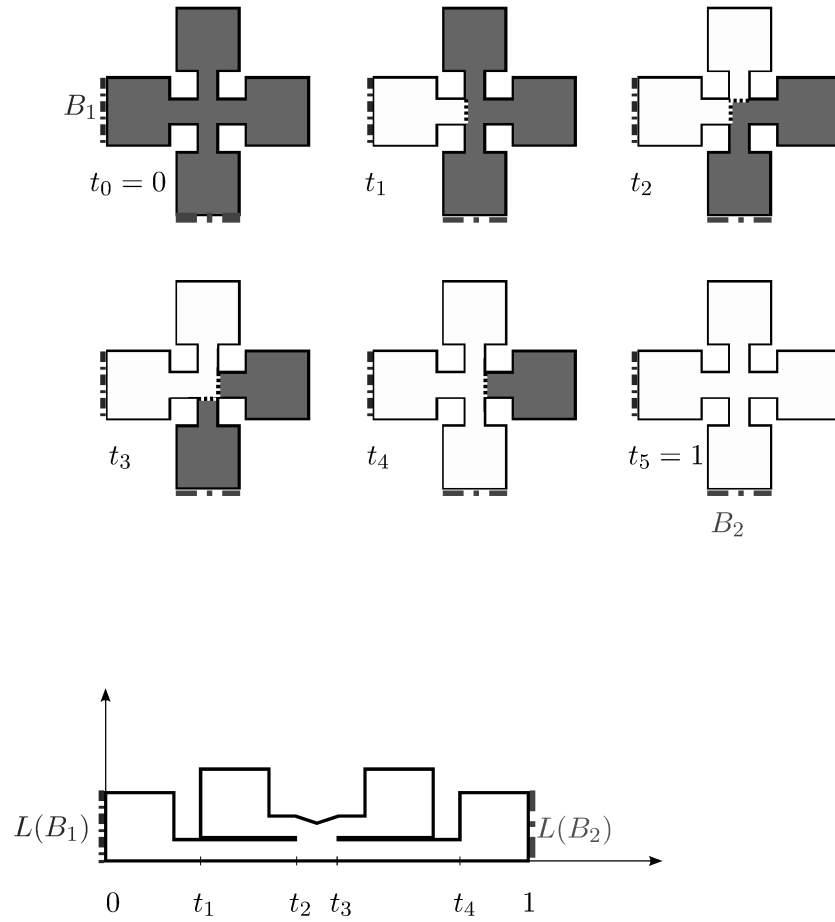 B₁
t₀ = 0
t₁
t₂
t₃
t₄
t₅ = 1
B₂
L(B₁)
L(B₂)
0 t₁ t₂ t₃ t₄ 1